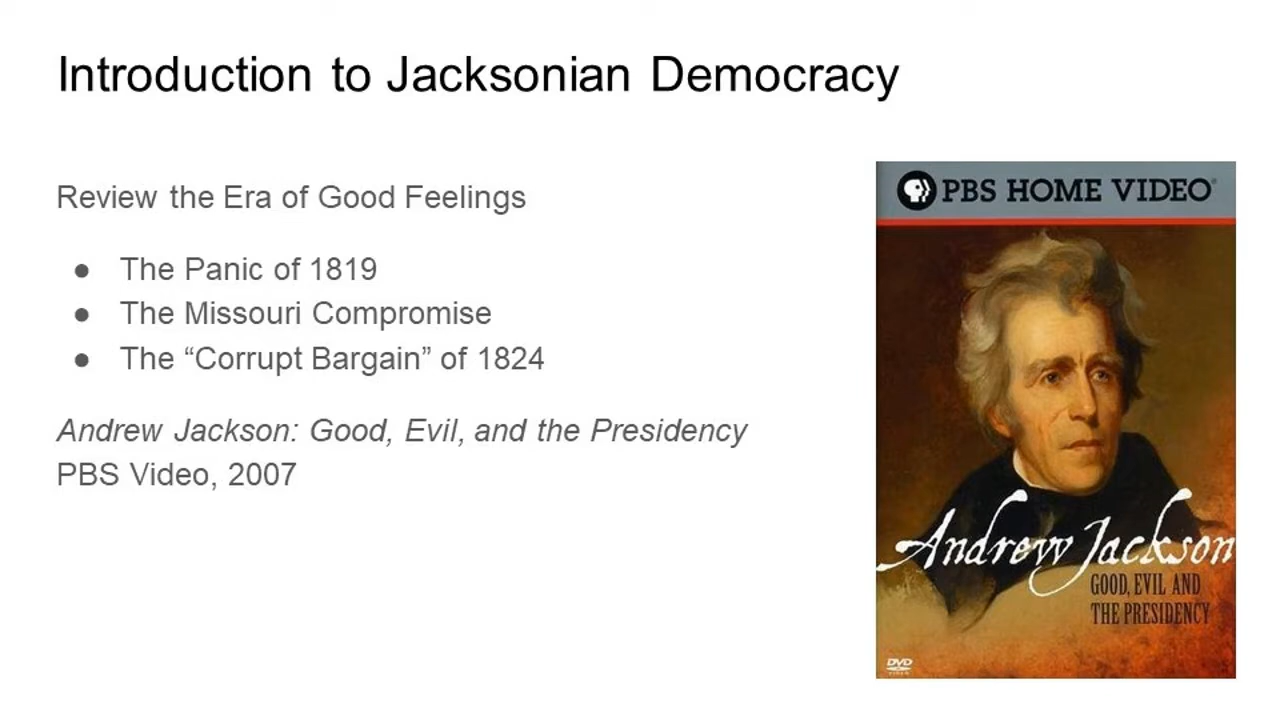 Introduction to Jacksonian Democracy
Review the Era of Good Feelings
● The Panic of 1819
● The Missouri Compromise
● The “Corrupt Bargain” of 1824
Andrew Jackson: Good, Evil, and the Presidency
PBS Video, 2007
PBS HOME VIDEO®
Andrew Jackson
GOOD, EVIL AND
THE PRESIDENCY
DVD
VIDEO